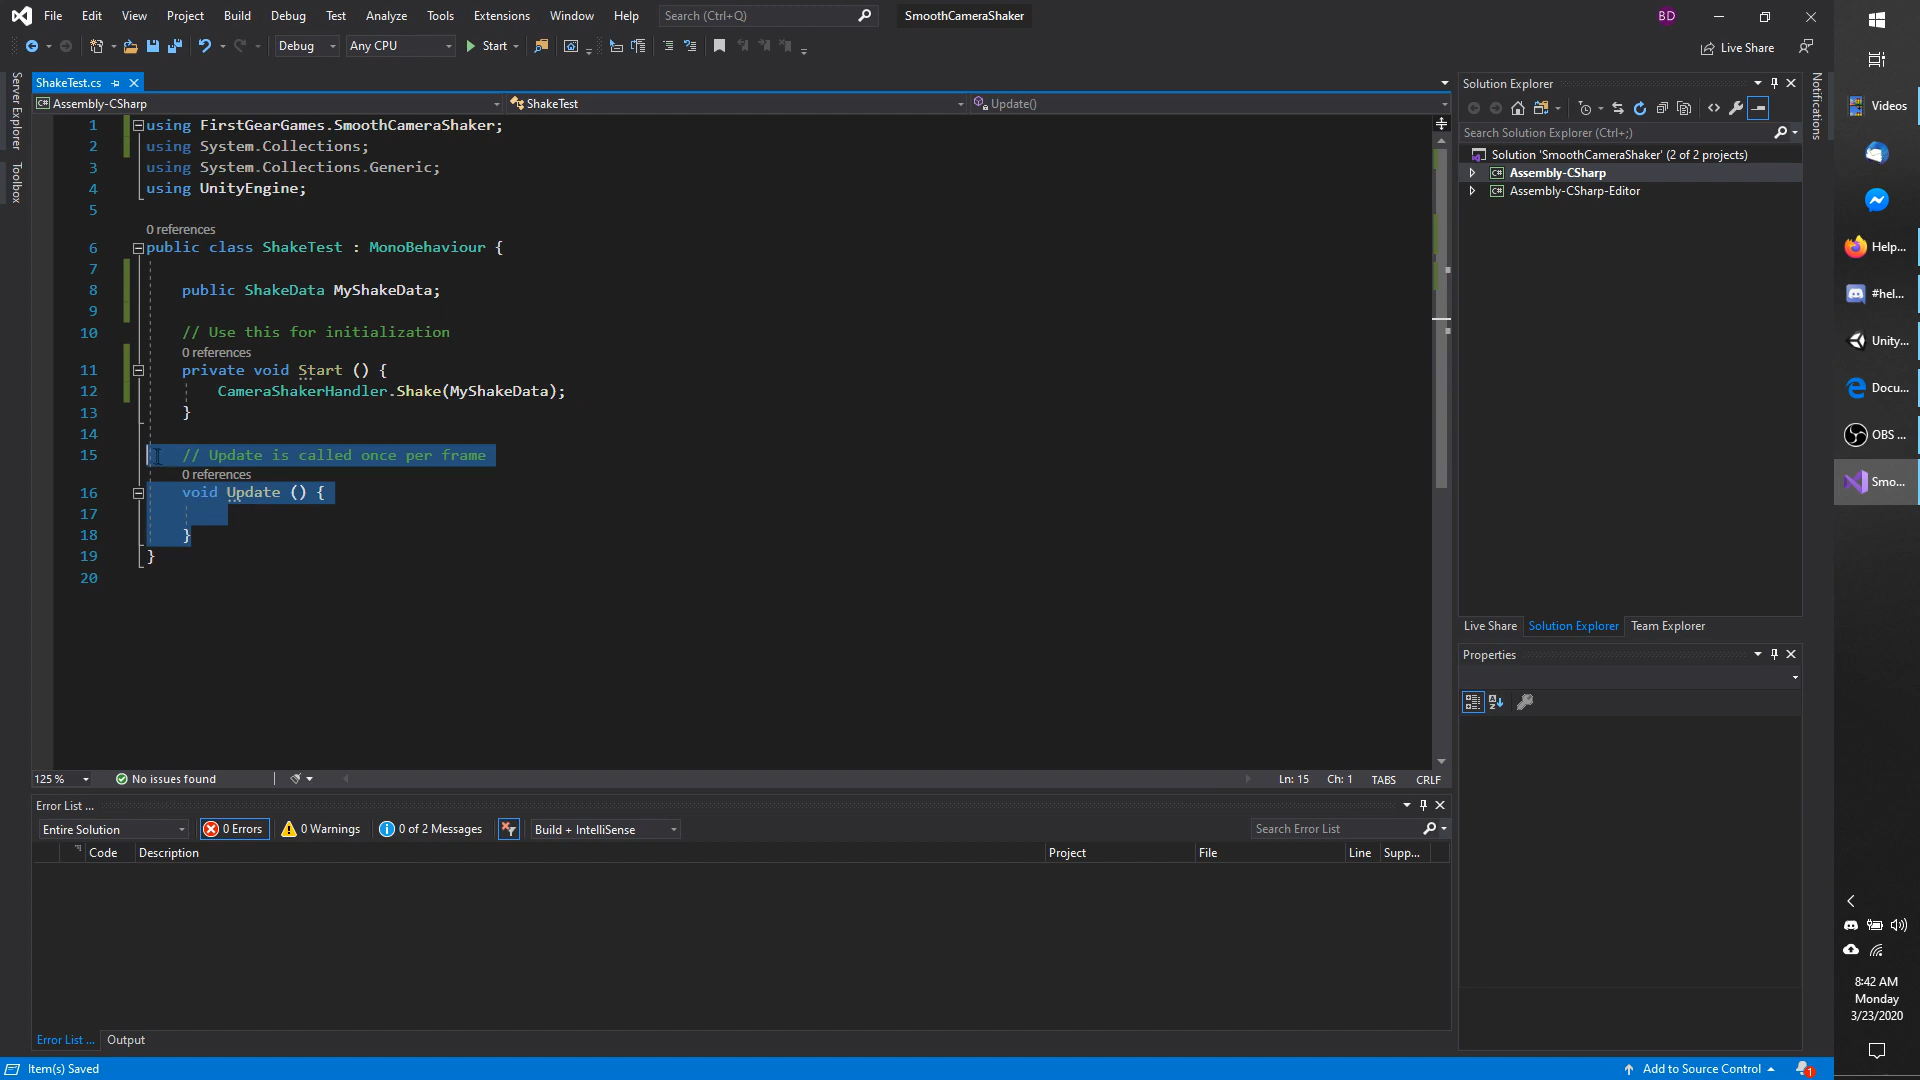 File Edit View Project Build Debug Test Analyze Tools Extensions Window Help Search (Ctrl+Q) SmoothCameraShaker BD
Debug Any CPU Start Live Share
Server Explorer
Toolbox
ShakeTest.cs
Assembly-CSharp ShakeTest Update()
1 using FirstGearGames.SmoothCameraShaker;
2 using System.Collections;
3 using System.Collections.Generic;
4 using UnityEngine;
5
0 references
6 public class ShakeTest : MonoBehaviour {
7
8 public ShakeData MyShakeData;
9
10 // Use this for initialization
0 references
11 private void Start () {
12 CameraShakerHandler.Shake(MyShakeData);
13 }
14
15 // Update is called once per frame
0 references
16 void Update () {
17
18 }
19 }
20
125 % No issues found Ln: 15 Ch: 1 TABS CRLF
Error List ...
Entire Solution 0 Errors 0 Warnings 0 of 2 Messages Build + IntelliSense Search Error List
Code Description Project File Line Supp...
Error List ... Output
Item(s) Saved Add to Source Control 1
Solution Explorer
Search Solution Explorer (Ctrl+;)
Solution 'SmoothCameraShaker' (2 of 2 projects)
Assembly-CSharp
Assembly-CSharp-Editor
Live Share Solution Explorer Team Explorer
Properties
Notifications
Videos
Help...
#hel...
Unity...
Docu...
OBS ...
Smo...
8:42 AM
Monday
3/23/2020